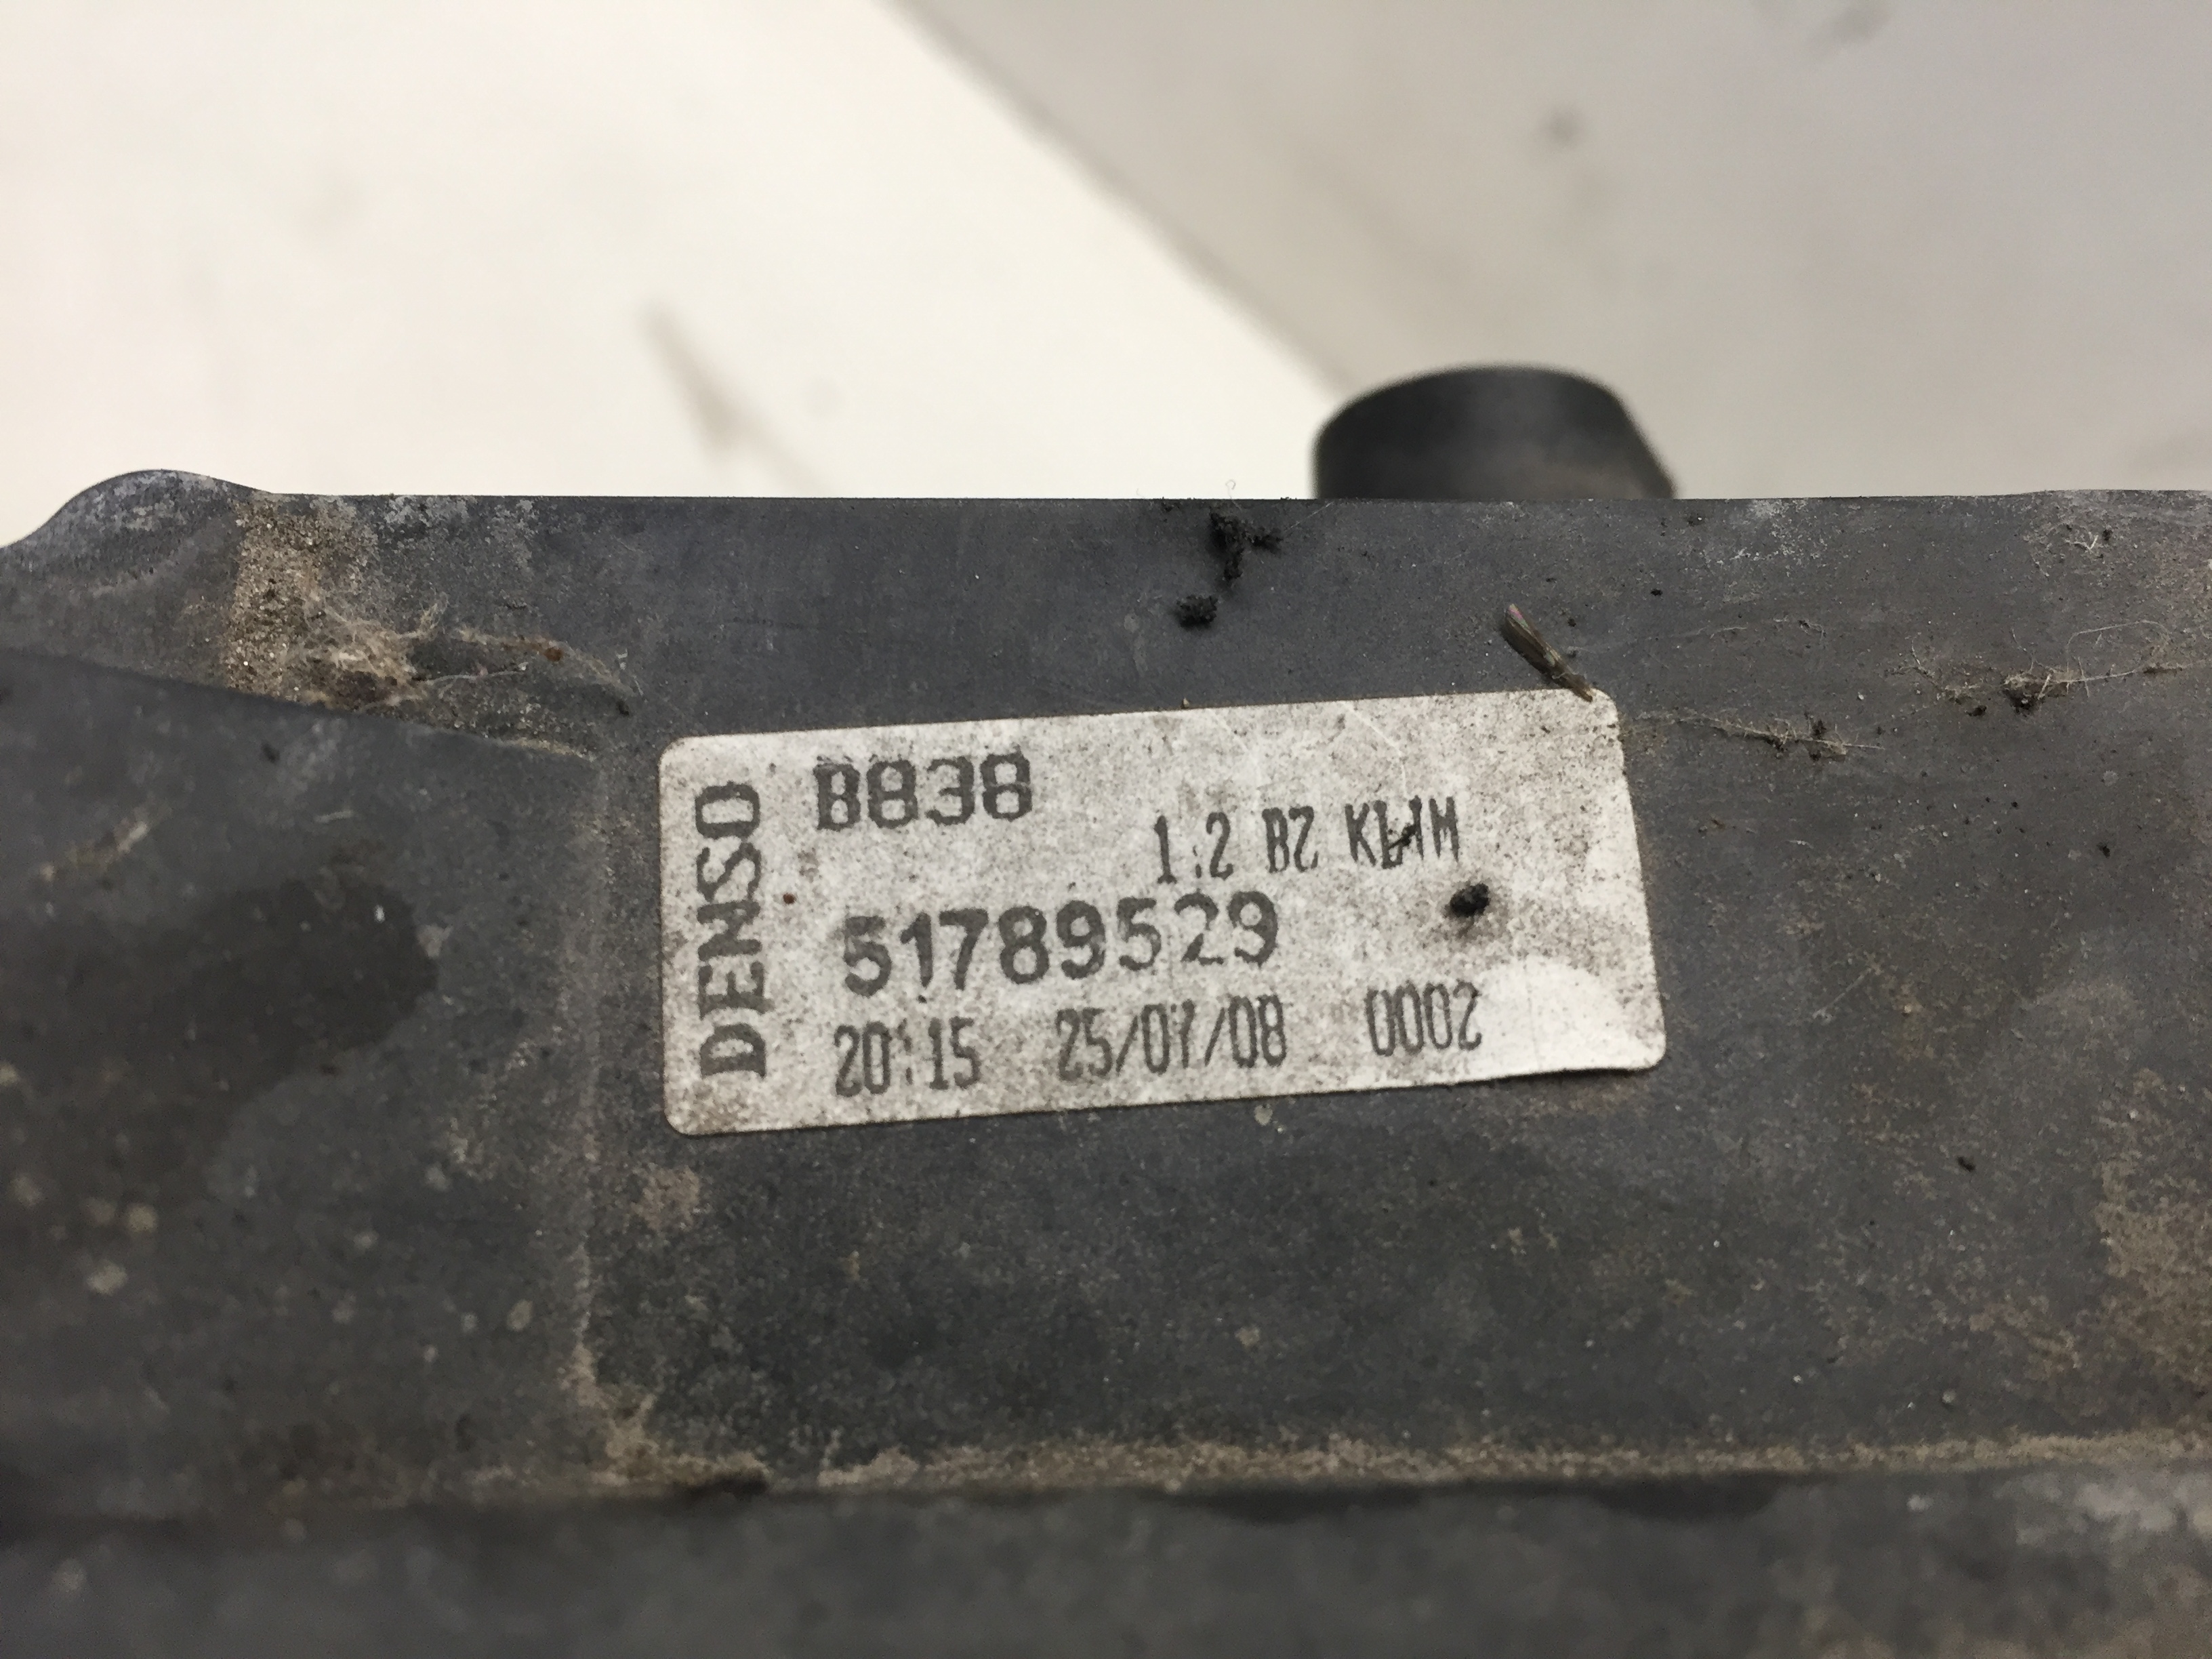 DENSO
B838
1.2 BZ KLIM
51789529
20:15 25/07/08 0002